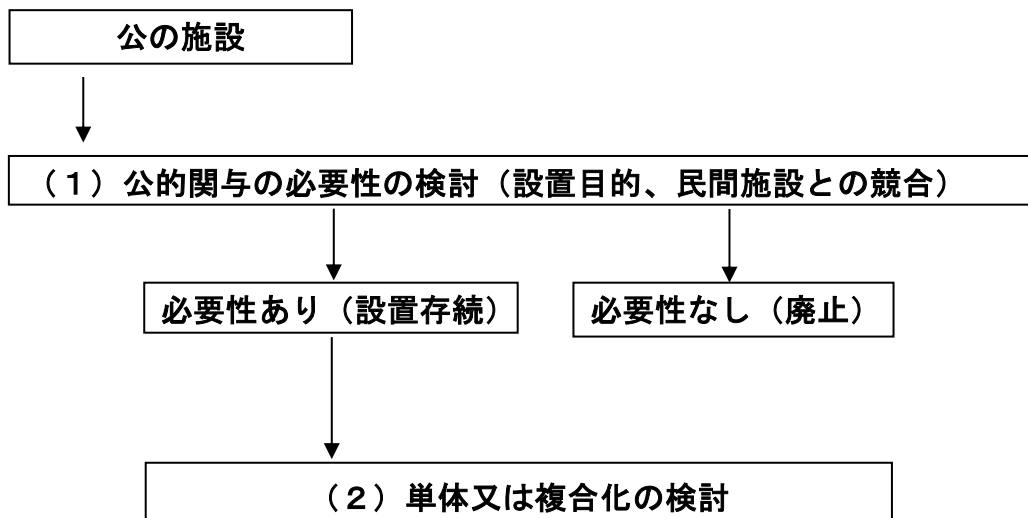 公の施設
（１）公的関与の必要性の検討（設置目的、民間施設との競合）
必要性あり（設置存続）
必要性なし（廃止）
（２）単体又は複合化の検討